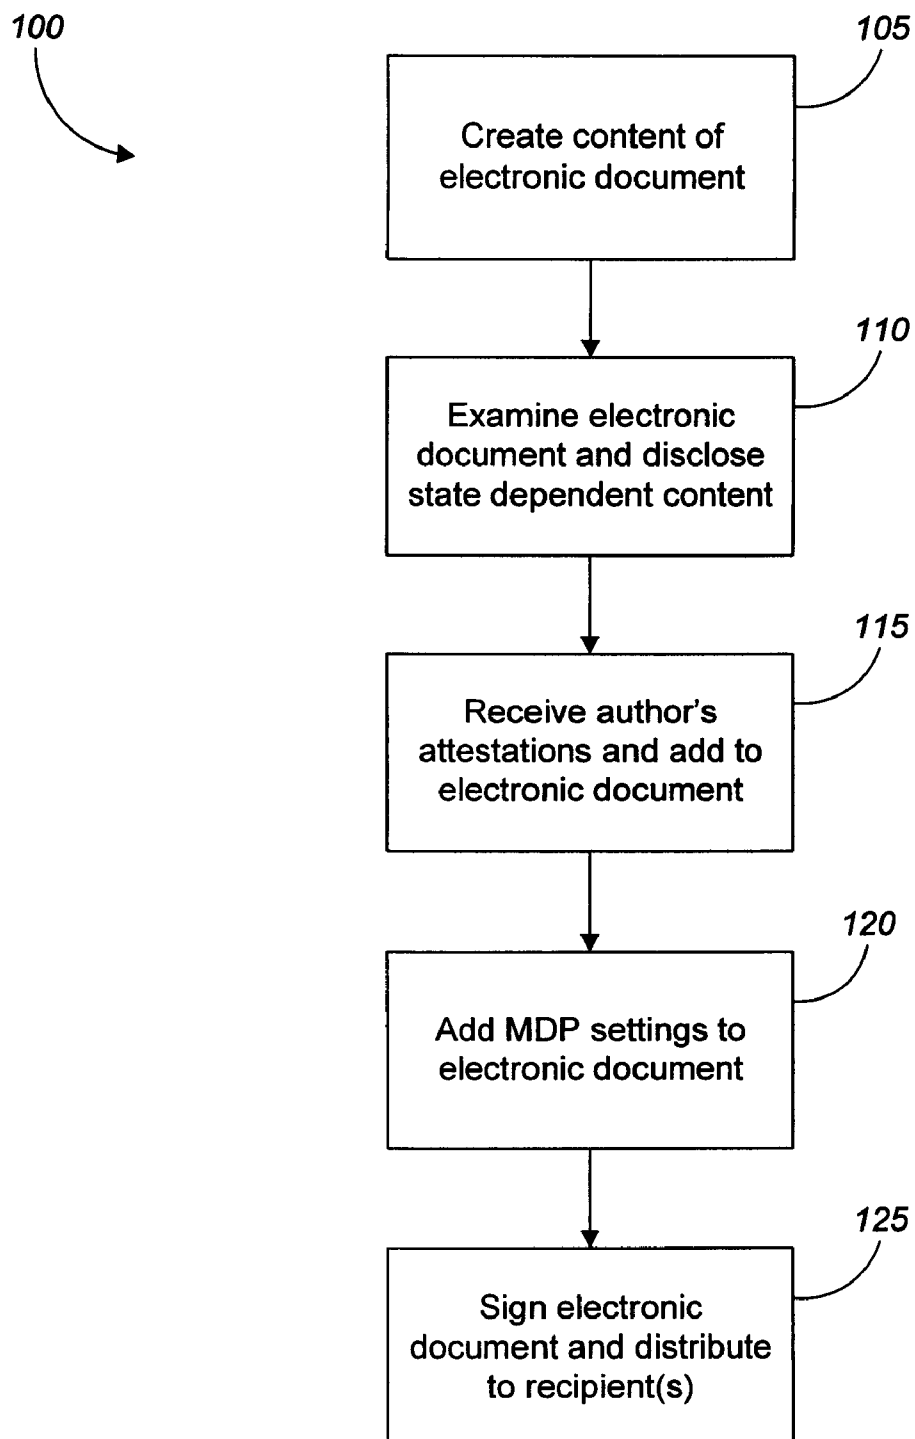 100
105
Create content of
electronic document
110
Examine electronic
document and disclose
state dependent content
115
Receive author's
attestations and add to
electronic document
120
Add MDP settings to
electronic document
125
Sign electronic
document and distribute
to recipient(s)